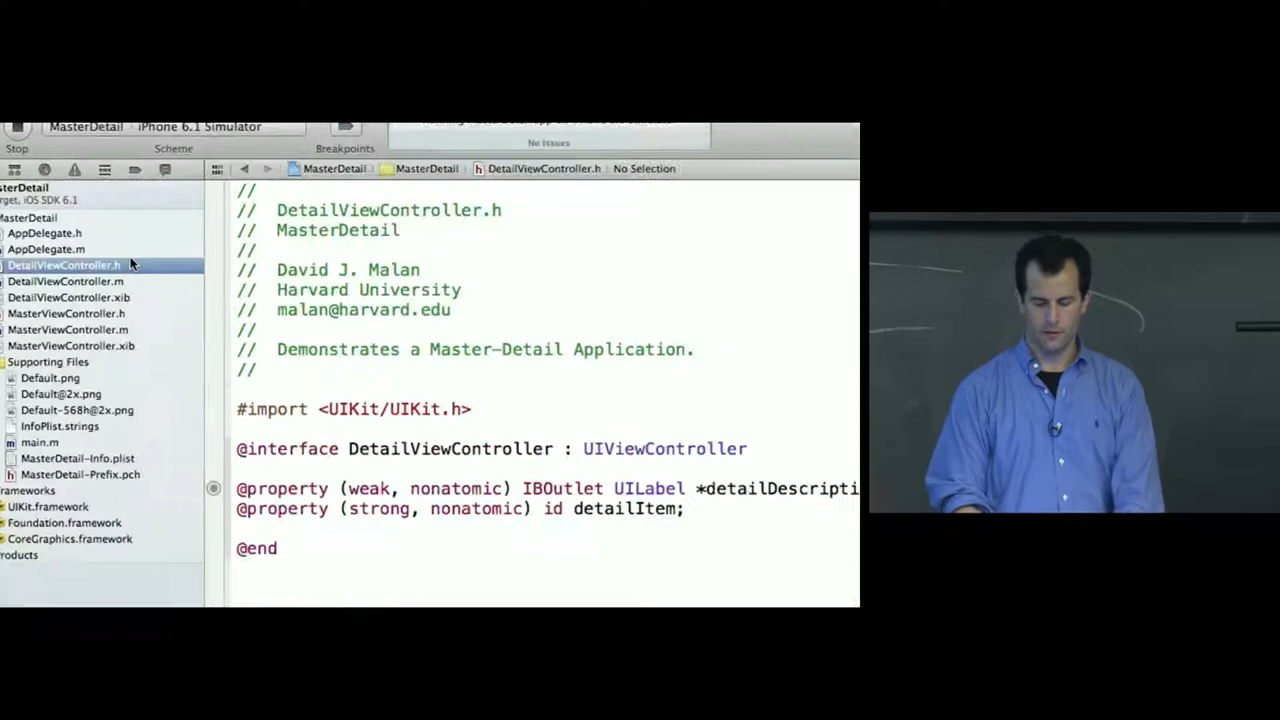 MasterDetail iPhone 6.1 Simulator
No Issues
Stop Scheme Breakpoints
MasterDetail MasterDetail DetailViewController.h No Selection
sterDetail
rget, iOS SDK 6.1
MasterDetail
AppDelegate.h
AppDelegate.m
DetailViewController.h
DetailViewController.m
DetailViewController.xib
MasterViewController.h
MasterViewController.m
MasterViewController.xib
Supporting Files
Default.png
Default@2x.png
Default-568h@2x.png
InfoPlist.strings
main.m
MasterDetail-Info.plist
MasterDetail-Prefix.pch
rameworks
UIKit.framework
Foundation.framework
CoreGraphics.framework
roducts
//
// DetailViewController.h
// MasterDetail
//
// David J. Malan
// Harvard University
// malan@harvard.edu
//
// Demonstrates a Master-Detail Application.
//
#import <UIKit/UIKit.h>
@interface DetailViewController : UIViewController
@property (weak, nonatomic) IBOutlet UILabel *detailDescripti
@property (strong, nonatomic) id detailItem;
@end